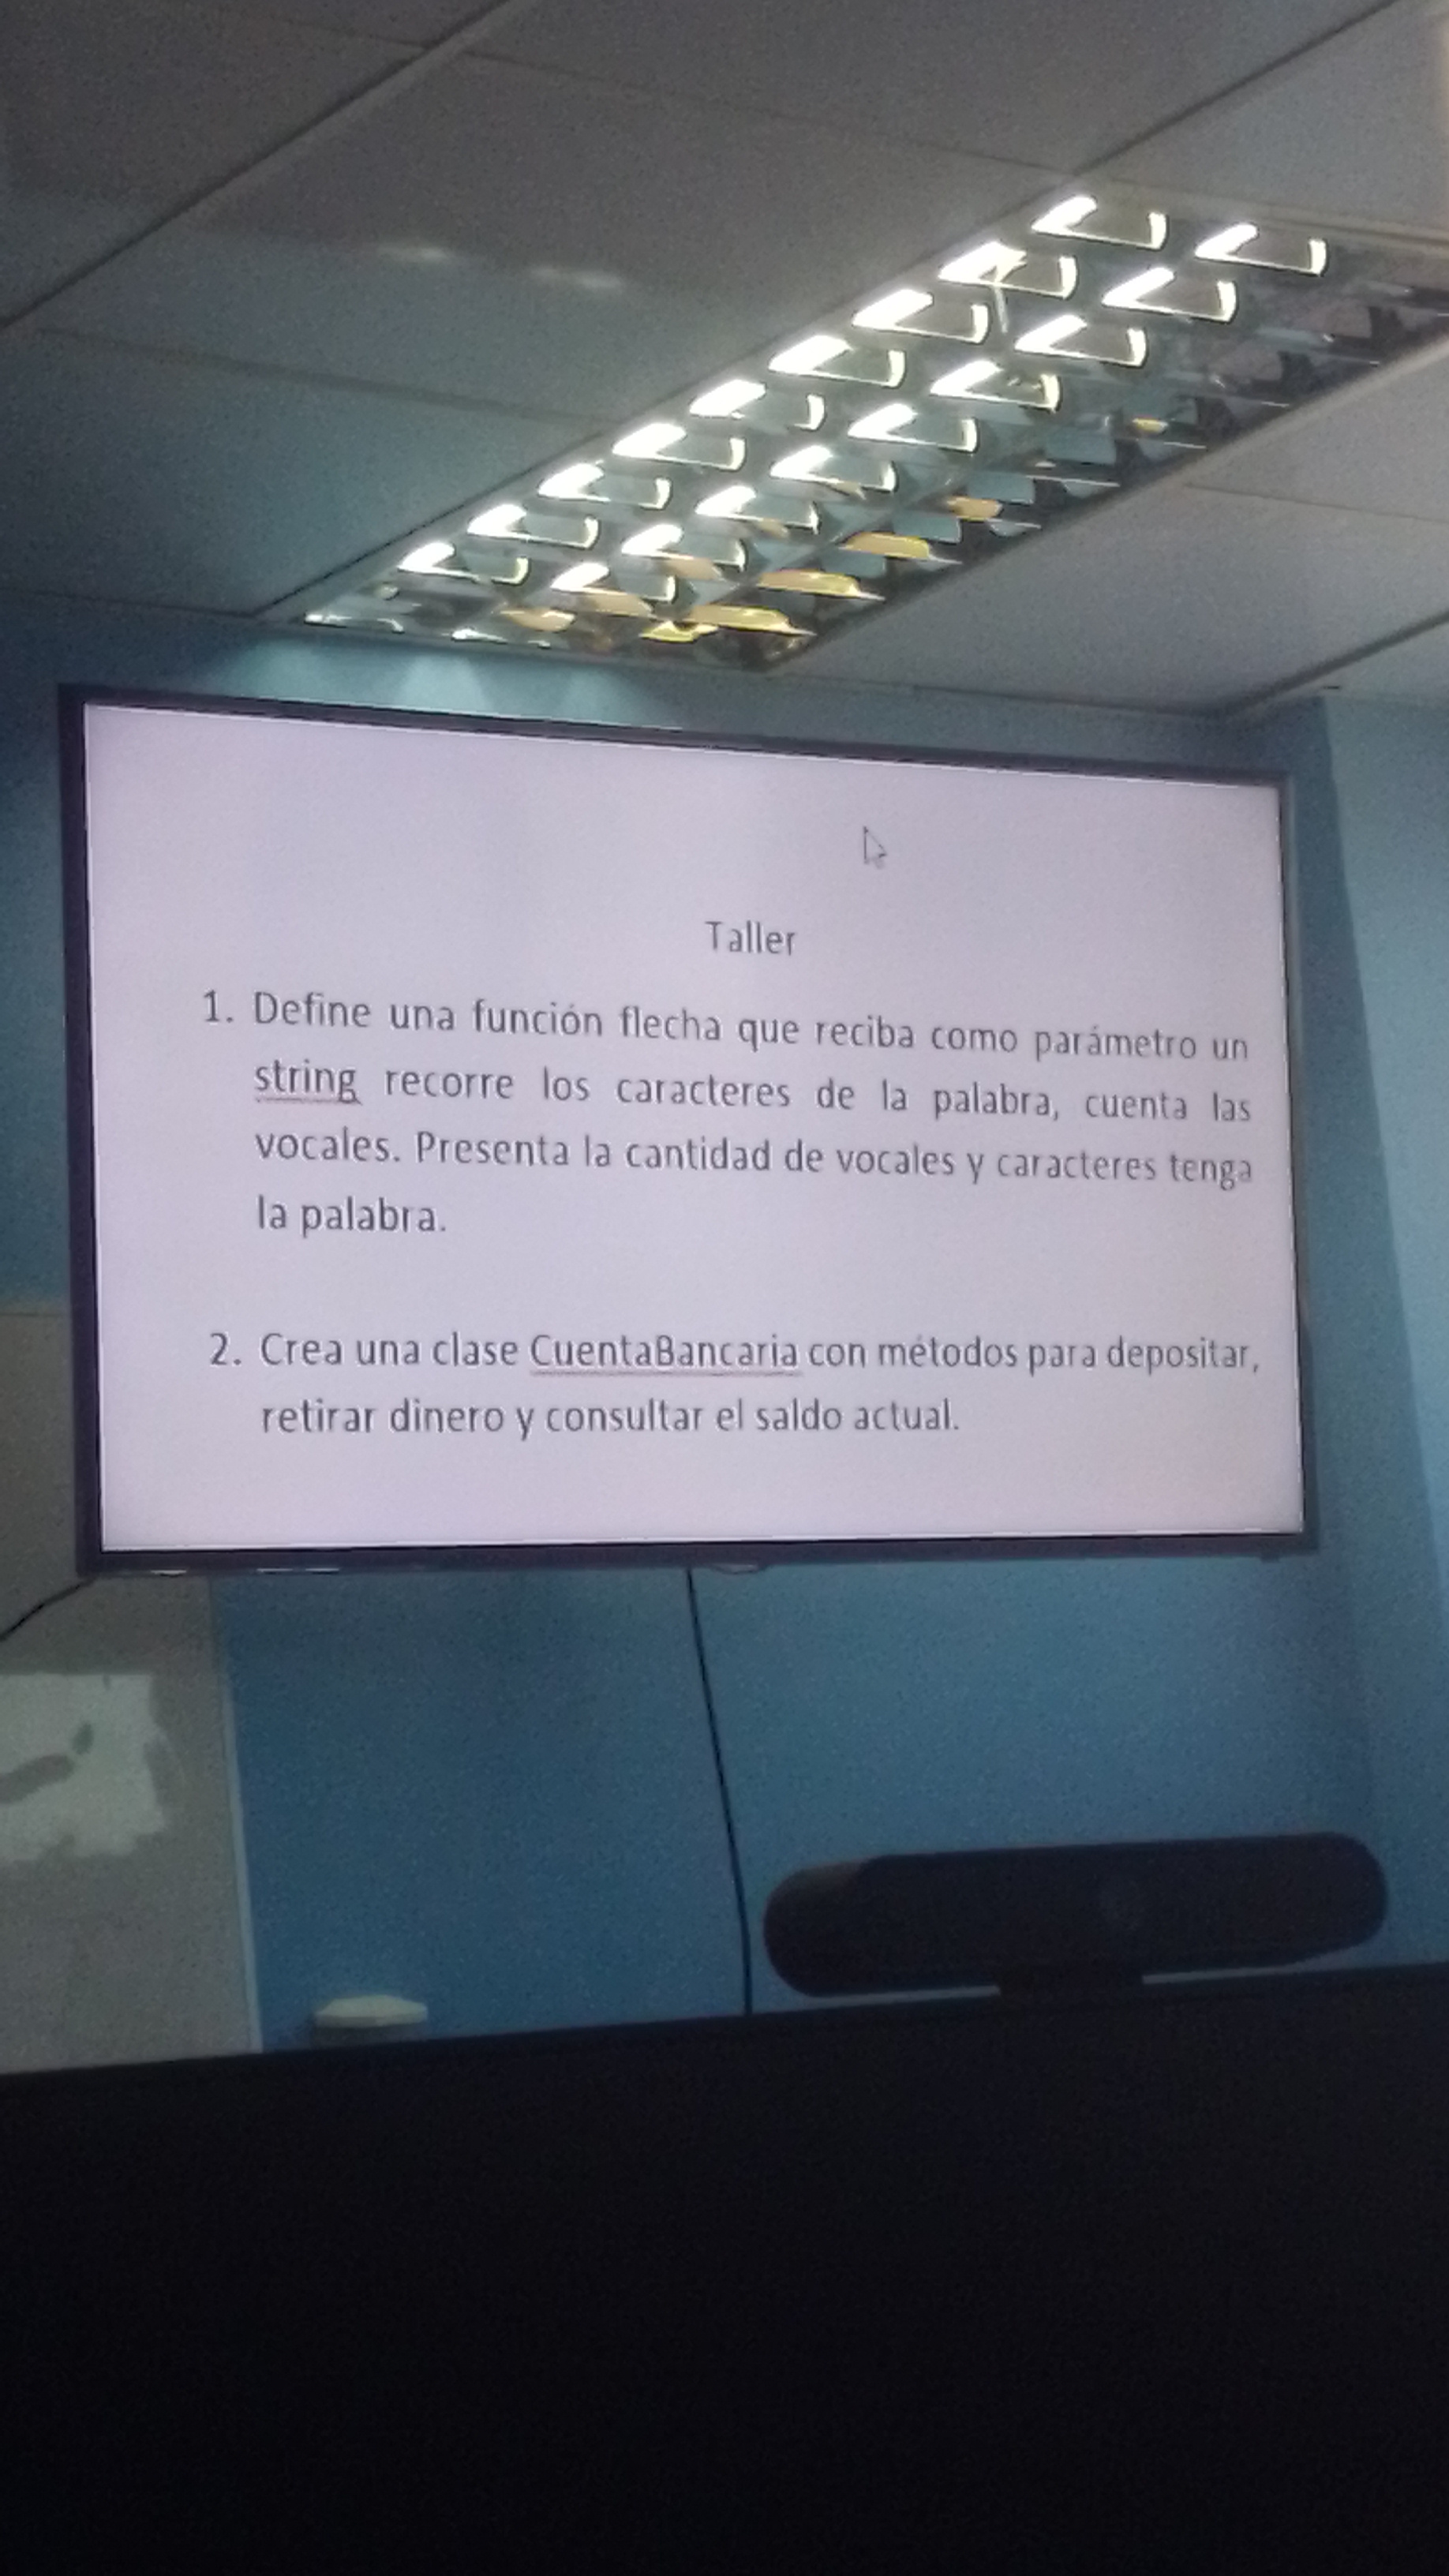 Taller
1. Define una función flecha que reciba como parámetro un
string recorre los caracteres de la palabra, cuenta las
vocales. Presenta la cantidad de vocales y caracteres tenga
la palabra.
2. Crea una clase CuentaBancaria con métodos para depositar,
retirar dinero y consultar el saldo actual.